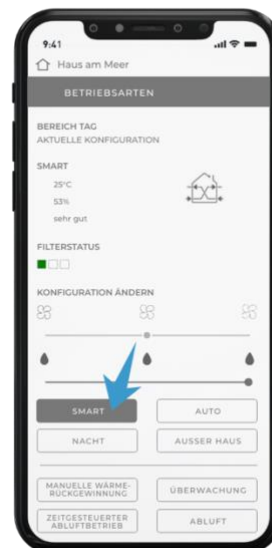 9:41
Haus am Meer
BETRIEBSARTEN
BEREICH TAG
AKTUELLE KONFIGURATION
SMART
25°C
53%
sehr gut
FILTERSTATUS
KONFIGURATION ÄNDERN
SMART
AUTO
NACHT
AUSSER HAUS
MANUELLE WÄRME-
RÜCKGEWINNUNG
ÜBERWACHUNG
ZEITGESTEUERTER
ABLUFTBETRIEB
ABLUFT